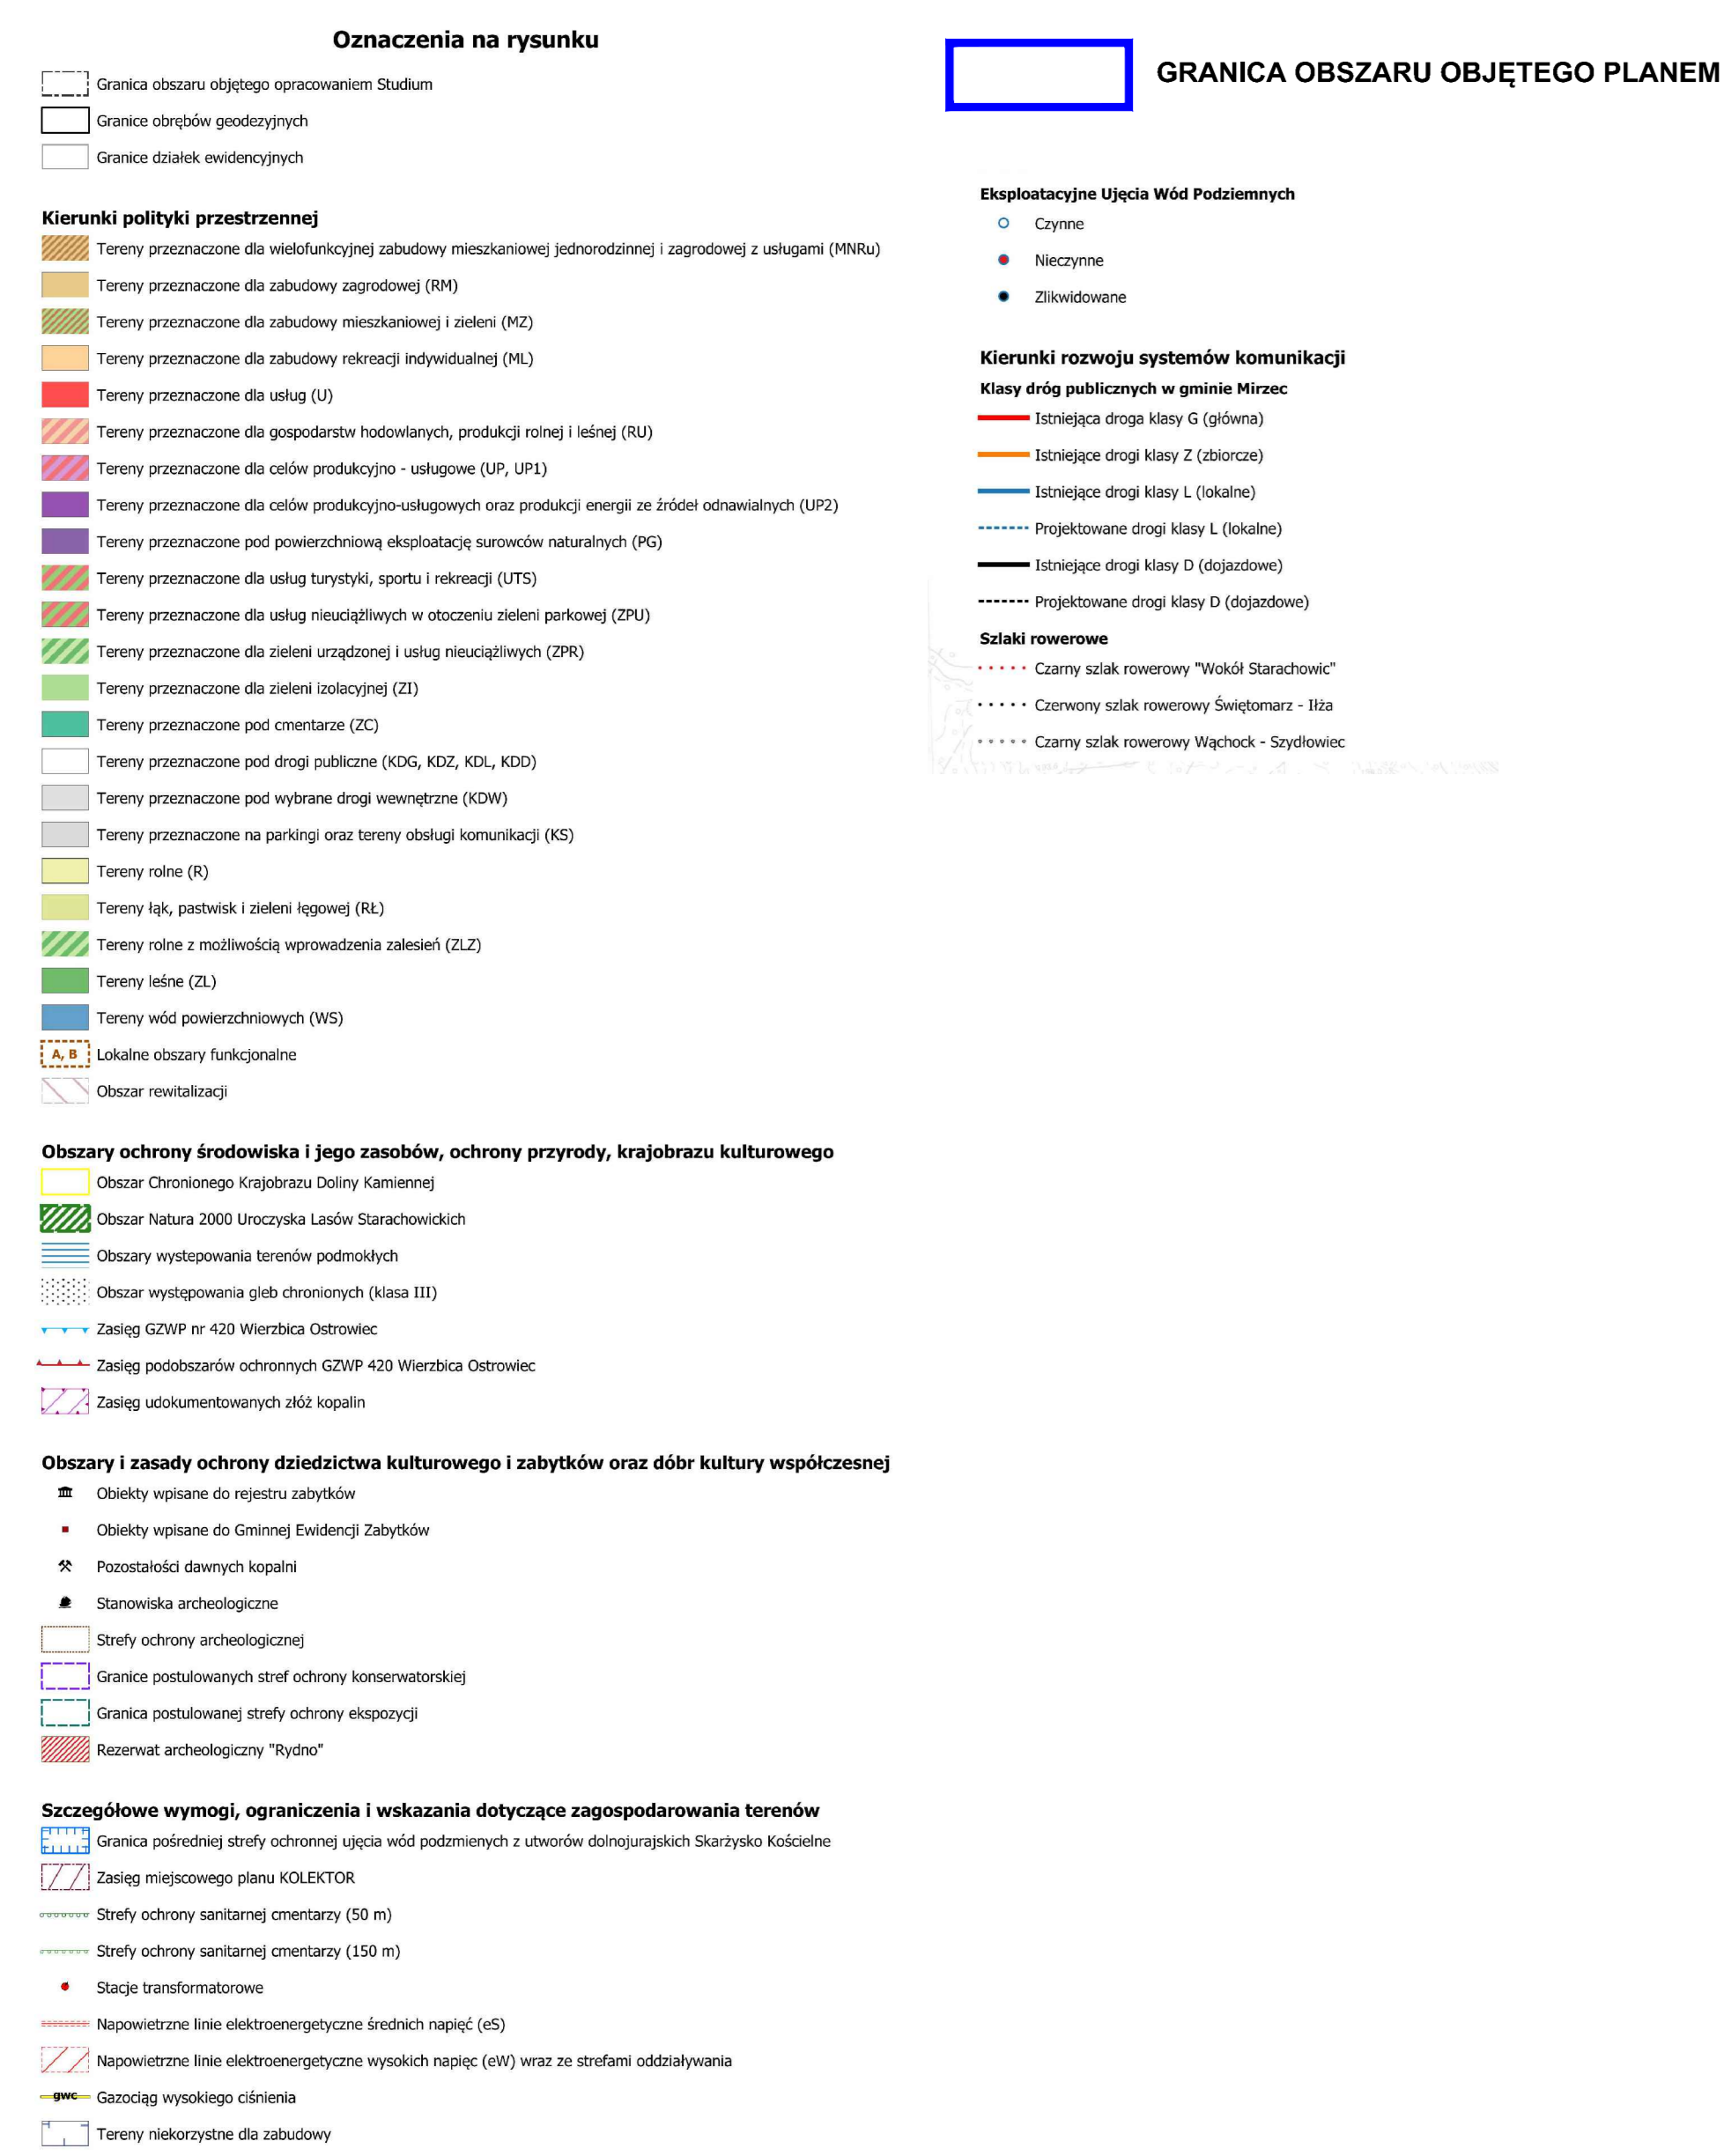 Oznaczenia na rysunku
Granica obszaru objętego opracowaniem Studium
Granice obrębów geodezyjnych
Granice działek ewidencyjnych
Kierunki polityki przestrzennej
Tereny przeznaczone dla wielofunkcyjnej zabudowy mieszkaniowej jednorodzinnej i zagrodowej z usługami (MNRu)
Tereny przeznaczone dla zabudowy zagrodowej (RM)
Tereny przeznaczone dla zabudowy mieszkaniowej i zieleni (MZ)
Tereny przeznaczone dla zabudowy rekreacji indywidualnej (ML)
Tereny przeznaczone dla usług (U)
Tereny przeznaczone dla gospodarstw hodowlanych, produkcji rolnej i leśnej (RU)
Tereny przeznaczone dla celów produkcyjno - usługowe (UP, UP1)
Tereny przeznaczone dla celów produkcyjno-usługowych oraz produkcji energii ze źródeł odnawialnych (UP2)
Tereny przeznaczone pod powierzchniową eksploatację surowców naturalnych (PG)
Tereny przeznaczone dla usług turystyki, sportu i rekreacji (UTS)
Tereny przeznaczone dla usług nieuciążliwych w otoczeniu zieleni parkowej (ZPU)
Tereny przeznaczone dla zieleni urządzonej i usług nieuciążliwych (ZPR)
Tereny przeznaczone dla zieleni izolacyjnej (ZI)
Tereny przeznaczone pod cmentarze (ZC)
Tereny przeznaczone pod drogi publiczne (KDG, KDZ, KDL, KDD)
Tereny przeznaczone pod wybrane drogi wewnętrzne (KDW)
Tereny przeznaczone na parkingi oraz tereny obsługi komunikacji (KS)
Tereny rolne (R)
Tereny łąk, pastwisk i zieleni łęgowej (RŁ)
Tereny rolne z możliwością wprowadzenia zalesień (ZLZ)
Tereny leśne (ZL)
Tereny wód powierzchniowych (WS)
A, B Lokalne obszary funkcjonalne
Obszar rewitalizacji
Obszary ochrony środowiska i jego zasobów, ochrony przyrody, krajobrazu kulturowego
Obszar Chronionego Krajobrazu Doliny Kamiennej
Obszar Natura 2000 Uroczyska Lasów Starachowickich
Obszary wystepowania terenów podmokłych
Obszar występowania gleb chronionych (klasa III)
Zasięg GZWP nr 420 Wierzbica Ostrowiec
Zasięg podobszarów ochronnych GZWP 420 Wierzbica Ostrowiec
Zasięg udokumentowanych złóż kopalin
Obszary i zasady ochrony dziedzictwa kulturowego i zabytków oraz dóbr kultury współczesnej
Obiekty wpisane do rejestru zabytków
Obiekty wpisane do Gminnej Ewidencji Zabytków
Pozostałości dawnych kopalni
Stanowiska archeologiczne
Strefy ochrony archeologicznej
Granice postulowanych stref ochrony konserwatorskiej
Granica postulowanej strefy ochrony ekspozycji
Rezerwat archeologiczny "Rydno"
Szczegółowe wymogi, ograniczenia i wskazania dotyczące zagospodarowania terenów
Granica pośredniej strefy ochronnej ujęcia wód podzmienych z utworów dolnojurajskich Skarżysko Kościelne
Zasięg miejscowego planu KOLEKTOR
Strefy ochrony sanitarnej cmentarzy (50 m)
Strefy ochrony sanitarnej cmentarzy (150 m)
Stacje transformatorowe
Napowietrzne linie elektroenergetyczne średnich napięć (eS)
Napowietrzne linie elektroenergetyczne wysokich napięc (eW) wraz ze strefami oddziaływania
gwc Gazociąg wysokiego ciśnienia
Tereny niekorzystne dla zabudowy
GRANICA OBSZARU OBJĘTEGO PLANEM
Eksploatacyjne Ujęcia Wód Podziemnych
Czynne
Nieczynne
Zlikwidowane
Kierunki rozwoju systemów komunikacji
Klasy dróg publicznych w gminie Mirzec
Istniejąca droga klasy G (główna)
Istniejące drogi klasy Z (zbiorcze)
Istniejące drogi klasy L (lokalne)
Projektowane drogi klasy L (lokalne)
Istniejące drogi klasy D (dojazdowe)
Projektowane drogi klasy D (dojazdowe)
Szlaki rowerowe
Czarny szlak rowerowy "Wokół Starachowic"
Czerwony szlak rowerowy Świętomarz - Iłża
Czarny szlak rowerowy Wąchock - Szydłowiec